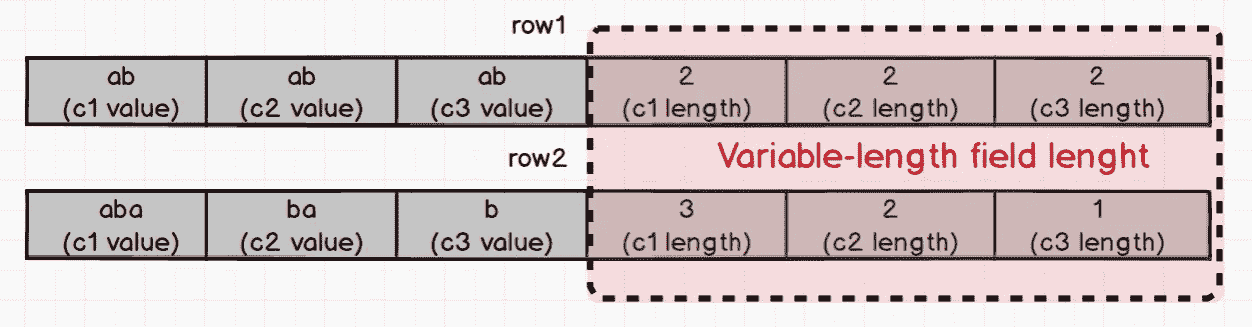 row1
ab ab ab 2 2 2
(c1 value) (c2 value) (c3 value) (c1 length) (c2 length) (c3 length)
row2 Variable-length field lenght
aba ba b 3 2 1
(c1 value) (c2 value) (c3 value) (c1 length) (c2 length) (c3 length)